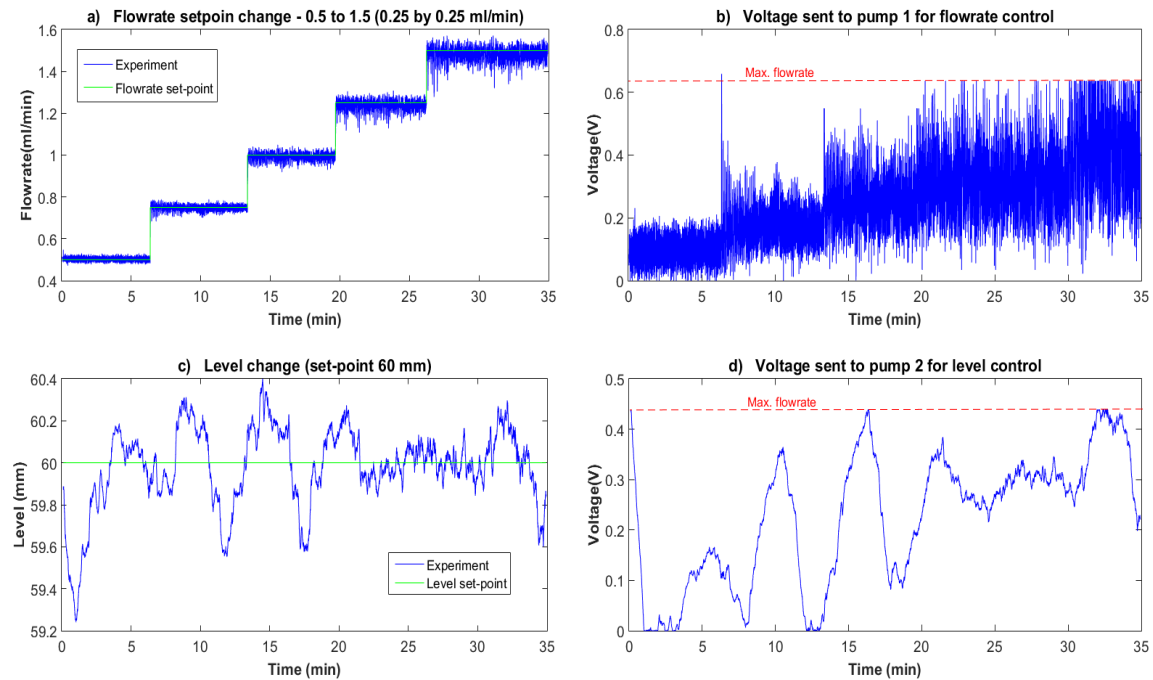 a) Flowrate setpoin change - 0.5 to 1.5 (0.25 by 0.25 ml/min)
1.6
1.4
1.2
1
0.8
0.6
0.4
Flowrate(ml/min)
Experiment
Flowrate set-point
0 5 10 15 20 25 30 35
Time (min)
b) Voltage sent to pump 1 for flowrate control
0.8
0.6
0.4
0.2
0
Voltage(V)
Max. flowrate
0 5 10 15 20 25 30 35
Time (min)
c) Level change (set-point 60 mm)
60.4
60.2
60
59.8
59.6
59.4
59.2
Level (mm)
Experiment
Level set-point
0 5 10 15 20 25 30 35
Time (min)
d) Voltage sent to pump 2 for level control
0.5
0.4
0.3
0.2
0.1
0
Voltage(V)
Max. flowrate
0 5 10 15 20 25 30 35
Time (min)